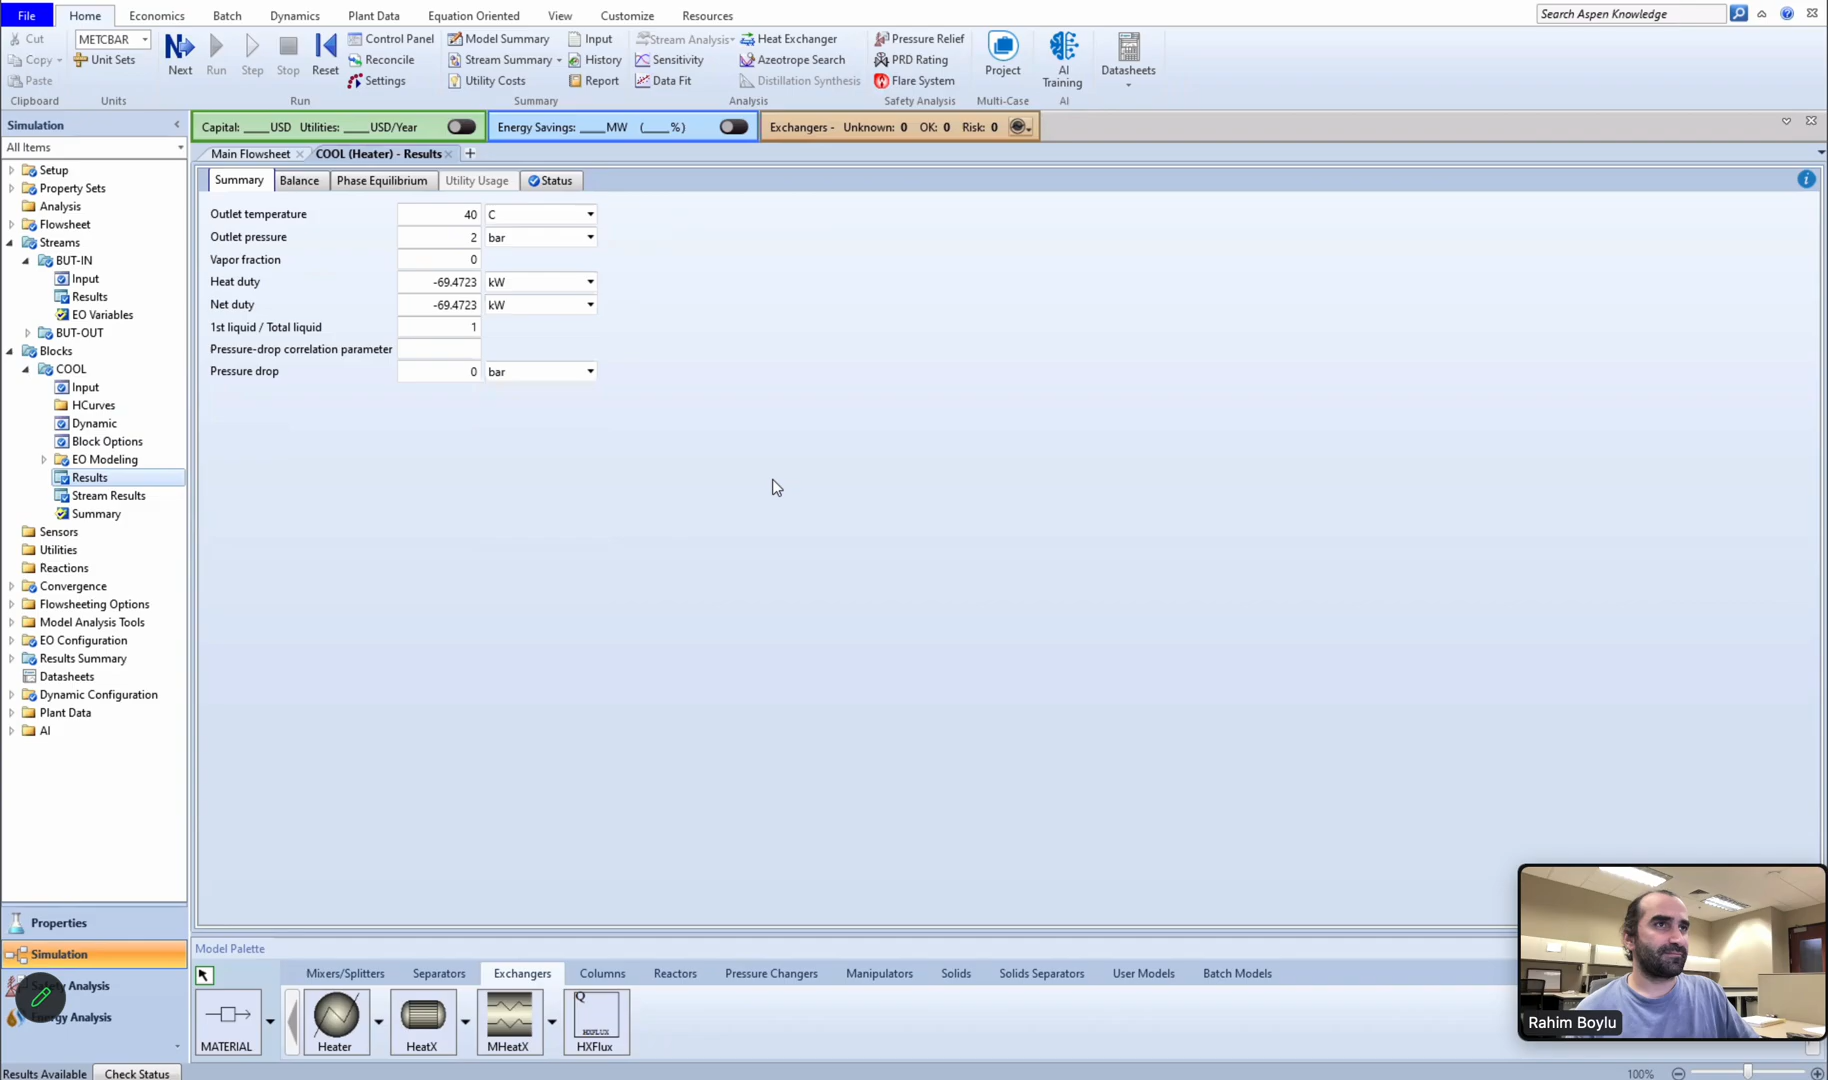 File Home Economics Batch Dynamics Plant Data Equation Oriented View Customize Resources Search Aspen Knowledge
Cut METCBAR Control Panel Model Summary Input Stream Analysis Heat Exchanger Pressure Relief
Copy Unit Sets Next Run Step Stop Reset Reconcile Stream Summary History Sensitivity Azeotrope Search PRD Rating Project AI Training Datasheets
Paste Settings Utility Costs Report Data Fit Distillation Synthesis Flare System
Clipboard Units Run Summary Analysis Safety Analysis Multi-Case AI
Simulation Capital: ____USD Utilities: ____USD/Year Energy Savings: ____MW (____%) Exchangers - Unknown: 0 OK: 0 Risk: 0
All Items Main Flowsheet COOL (Heater) - Results +
Summary Balance Phase Equilibrium Utility Usage Status
Outlet temperature 40 C
Outlet pressure 2 bar
Vapor fraction 0
Heat duty -69.4723 kW
Net duty -69.4723 kW
1st liquid / Total liquid 1
Pressure-drop correlation parameter
Pressure drop 0 bar
Setup
Property Sets
Analysis
Flowsheet
Streams
BUT-IN
Input
Results
EO Variables
BUT-OUT
Blocks
COOL
Input
HCurves
Dynamic
Block Options
EO Modeling
Results
Stream Results
Summary
Sensors
Utilities
Reactions
Convergence
Flowsheeting Options
Model Analysis Tools
EO Configuration
Results Summary
Datasheets
Dynamic Configuration
Plant Data
AI
Properties
Simulation
Analysis
Energy Analysis
Model Palette
Mixers/Splitters Separators Exchangers Columns Reactors Pressure Changers Manipulators Solids Solids Separators User Models Batch Models
Q
HXFLUX
MATERIAL Heater HeatX MHeatX HXFlux
Rahim Boylu
Results Available Check Status 100%